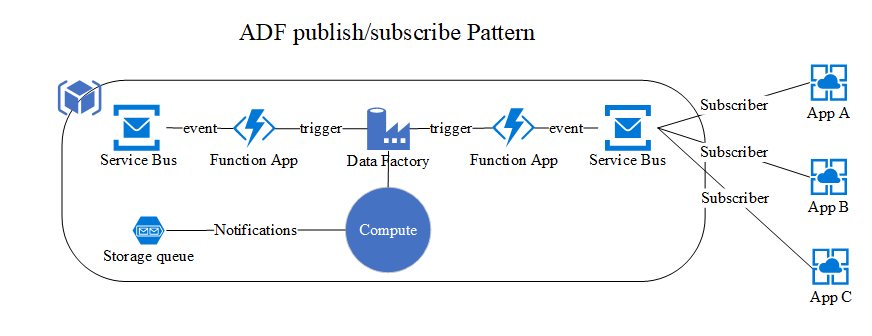 ADF publish/subscribe Pattern
Subscriber
App A
event
trigger
trigger
event
Service Bus
Function App
Data Factory
Function App
Service Bus
Subscriber
Subscriber
App B
Storage queue
Notifications
Compute
App C